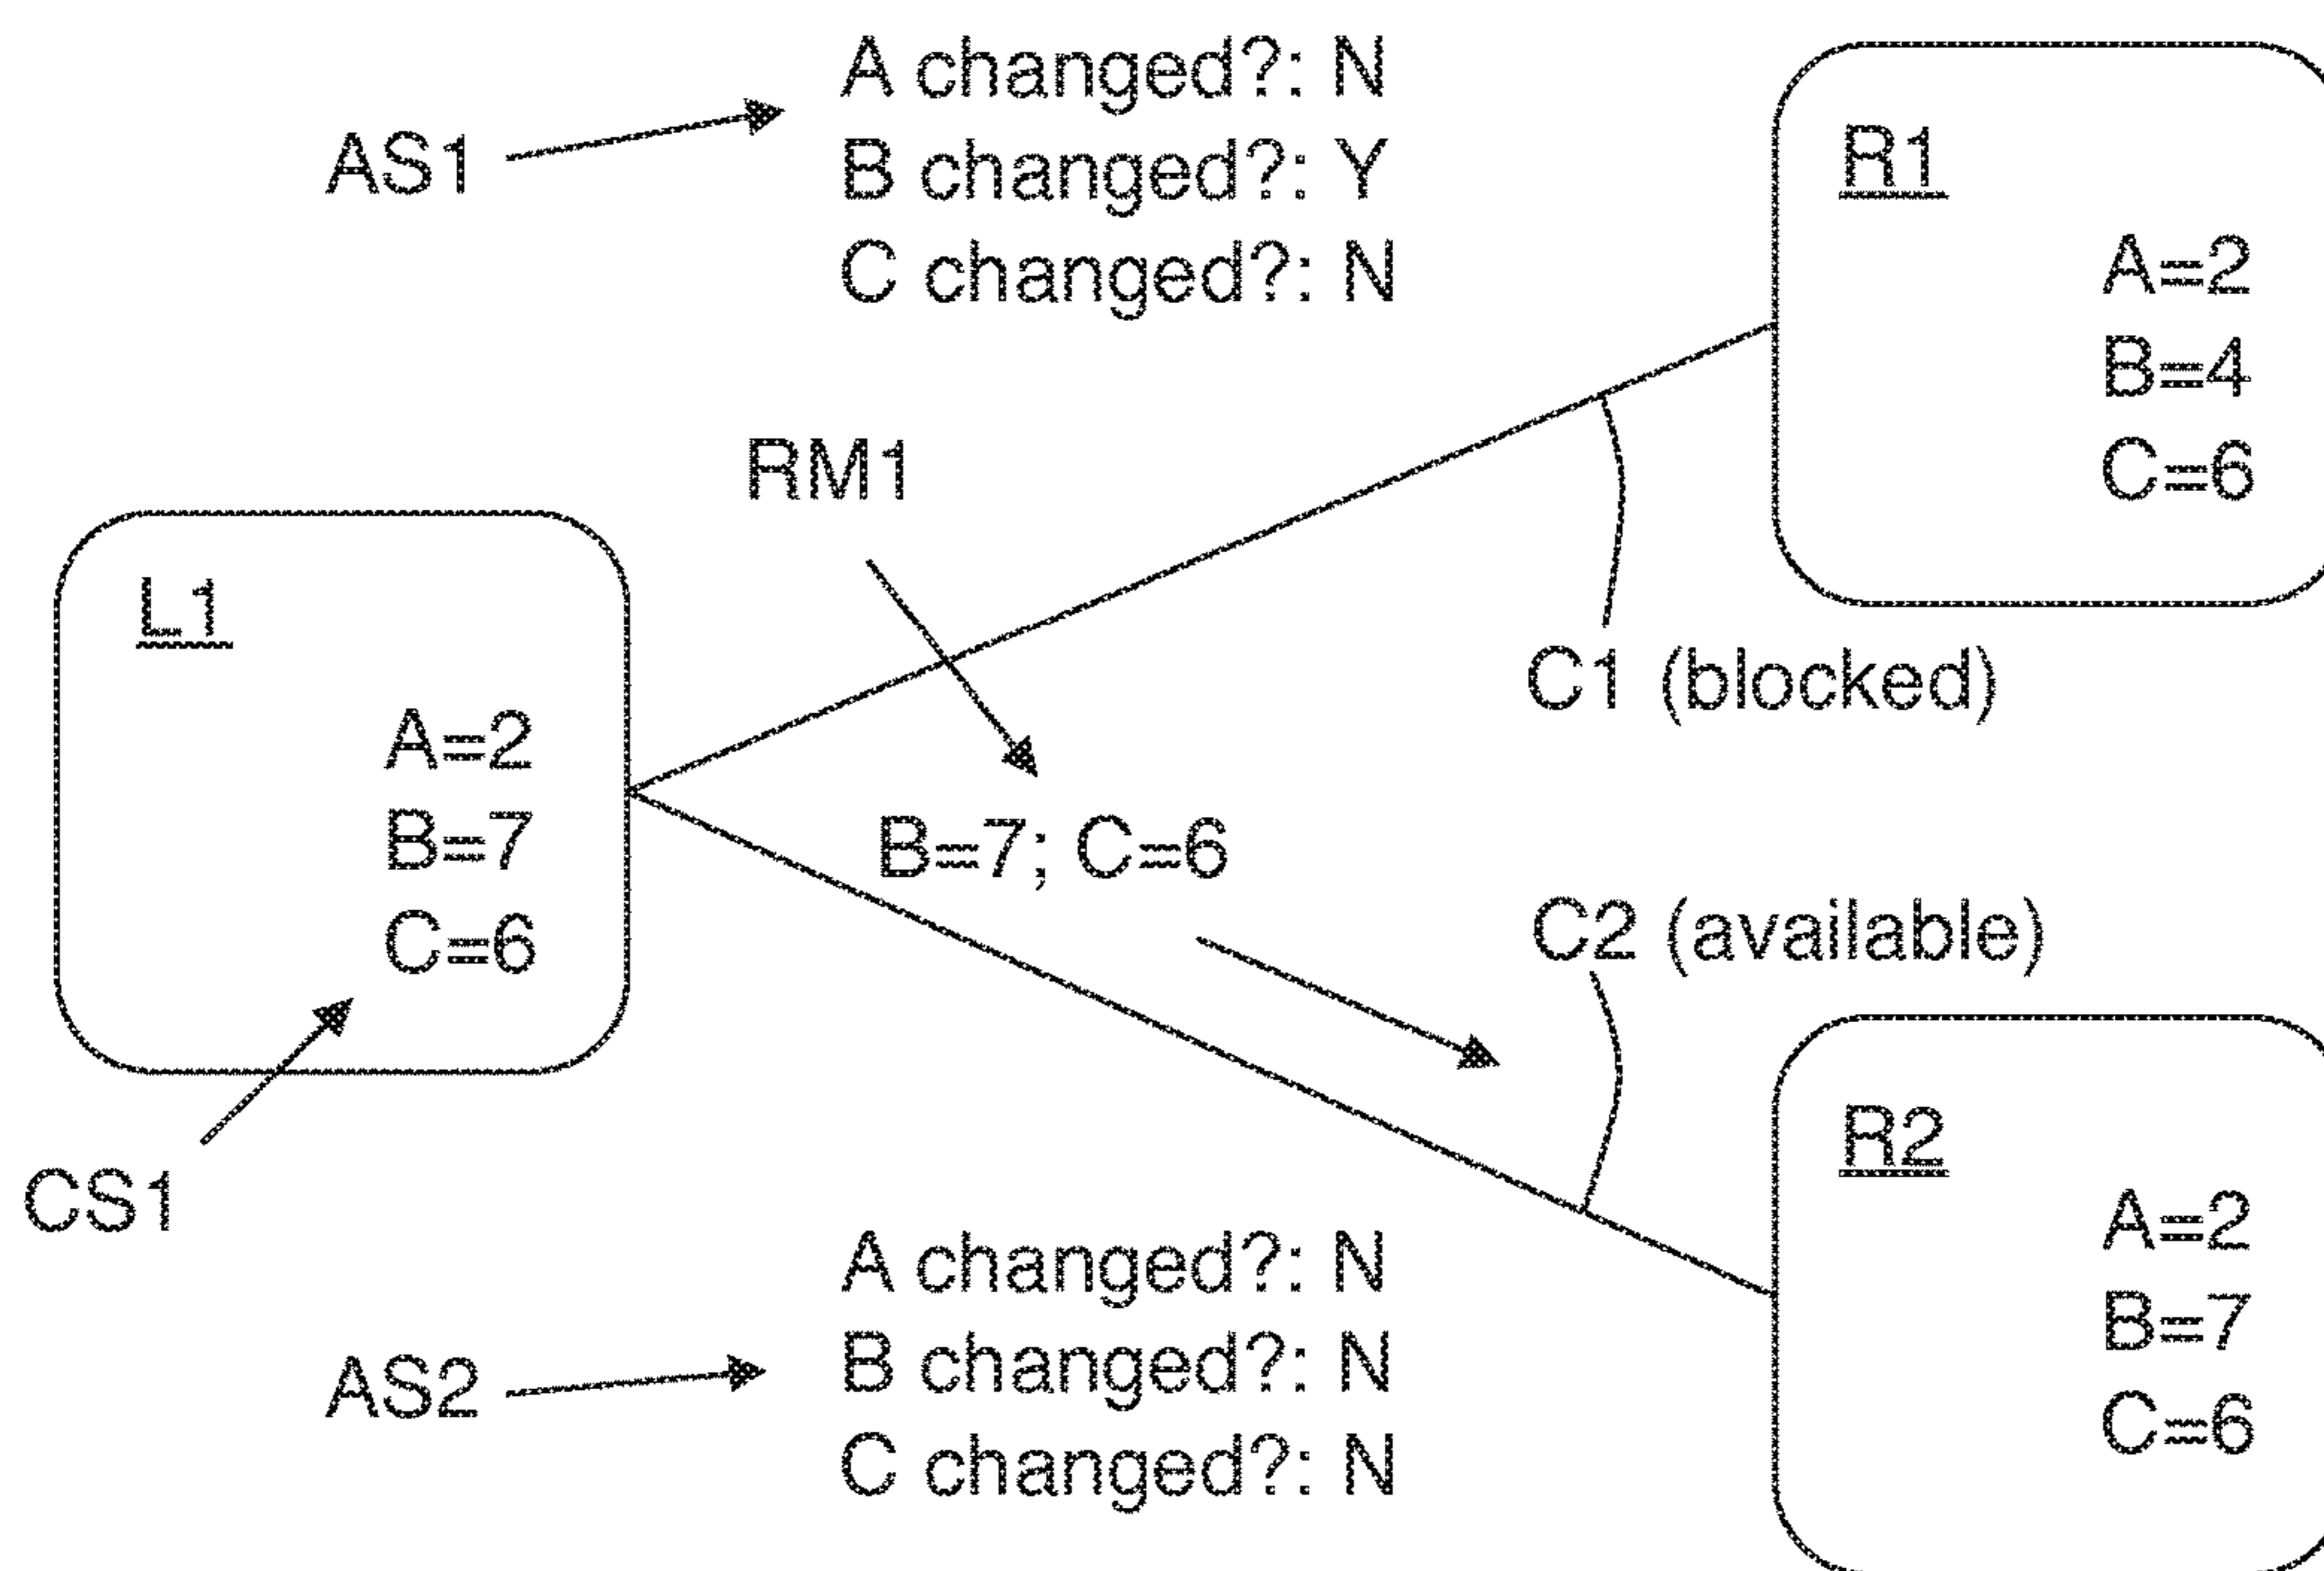 A changed?: N
AS1
B changed?: Y
C changed?: N
R1
A=2
B=4
C=6
RM1
C1 (blocked)
L1
A=2
B=7
C=6
B=7; C=6
C2 (available)
CS1
R2
A=2
B=7
C=6
A changed?: N
AS2
B changed?: N
C changed?: N